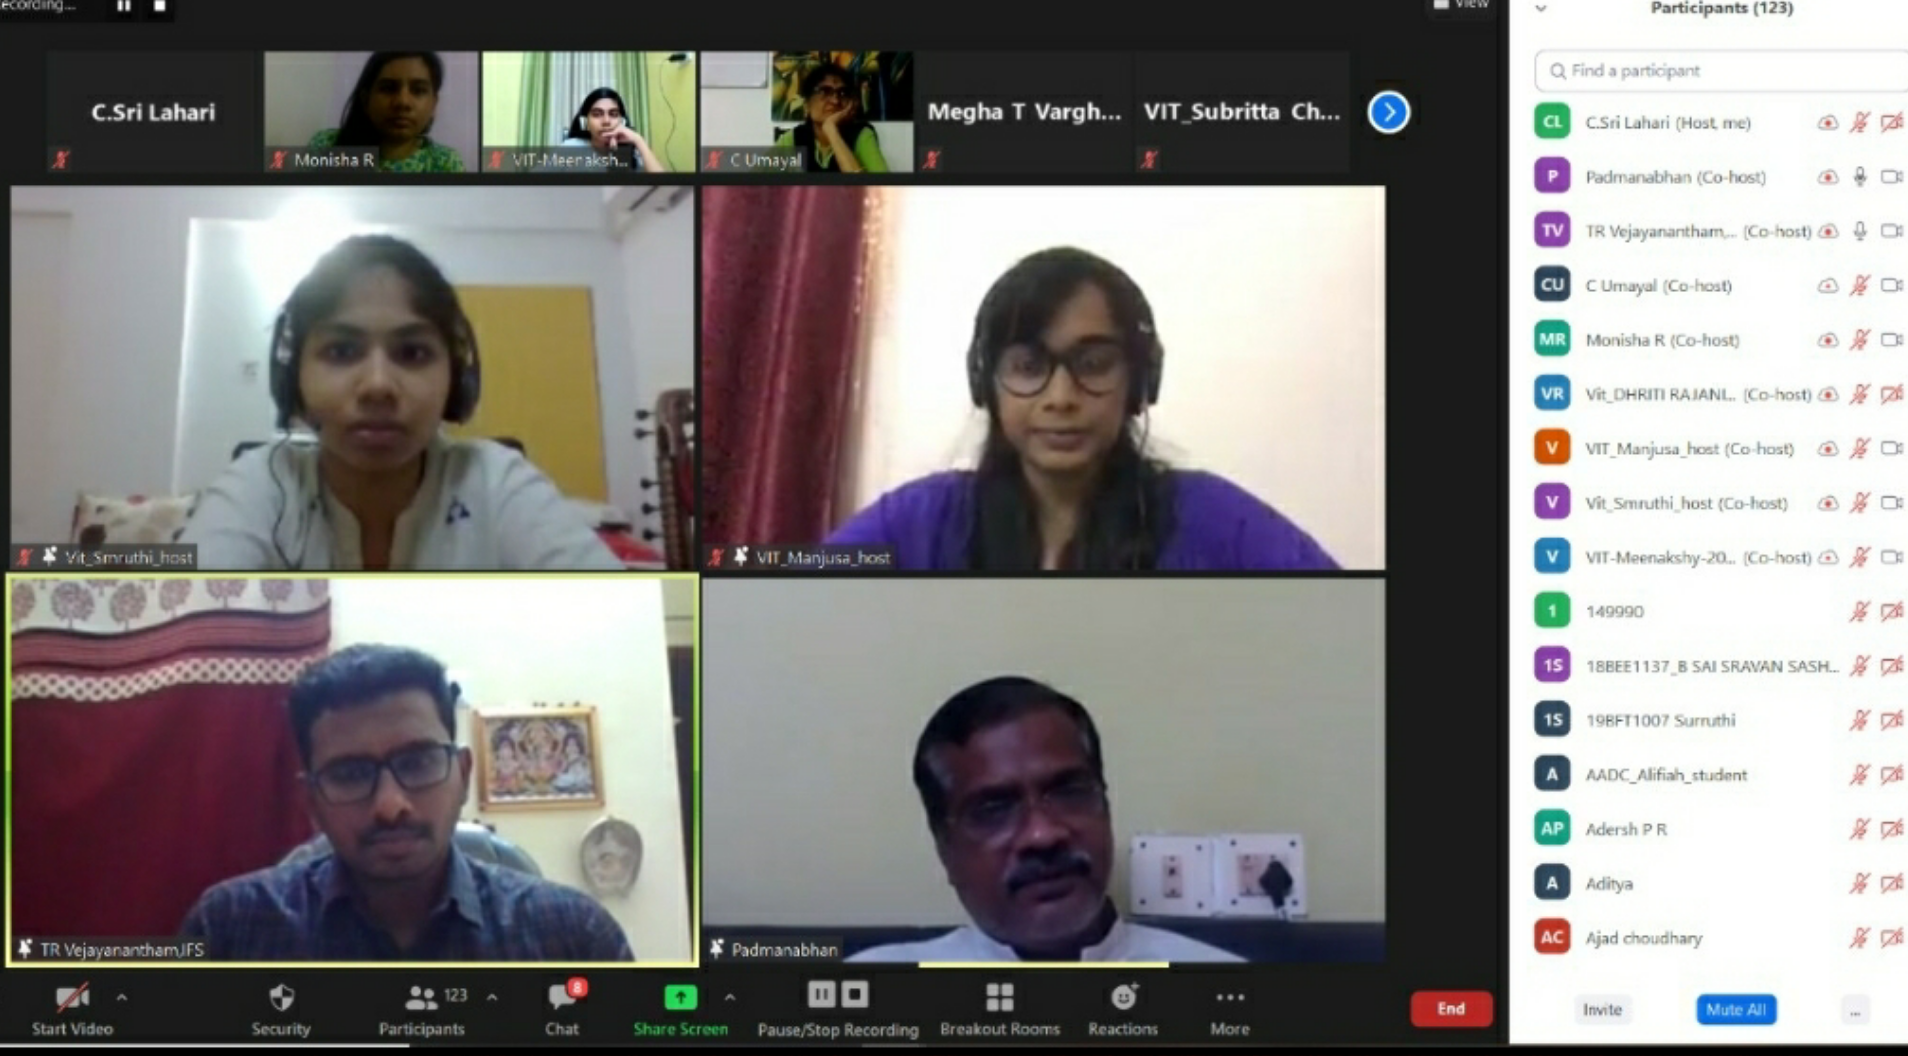 ecording...
View
C.Sri Lahari
Monisha R
VIT-Meenaksh...
C Umayal
Megha T Vargh...
VIT_Subritta Ch...
Vit_Smruthi_host
VIT_Manjusa_host
TR Vejayanantham,IFS
Padmanabhan
Start Video
Security
123
Participants
8
Chat
Share Screen
Pause/Stop Recording
Breakout Rooms
Reactions
More
End
Participants (123)
Find a participant
CL C.Sri Lahari (Host, me)
P Padmanabhan (Co-host)
TV TR Vejayanantham,... (Co-host)
CU C Umayal (Co-host)
MR Monisha R (Co-host)
VR Vit_DHRITI RAJANI... (Co-host)
V VIT_Manjusa_host (Co-host)
V Vit_Smruthi_host (Co-host)
V VIT-Meenakshy-20... (Co-host)
1 149990
1S 18BEE1137_B SAI SRAVAN SASH...
1S 19BFT1007 Surruthi
A AADC_Alifiah_student
AP Adersh P R
A Aditya
AC Ajad choudhary
Invite
Mute All
...